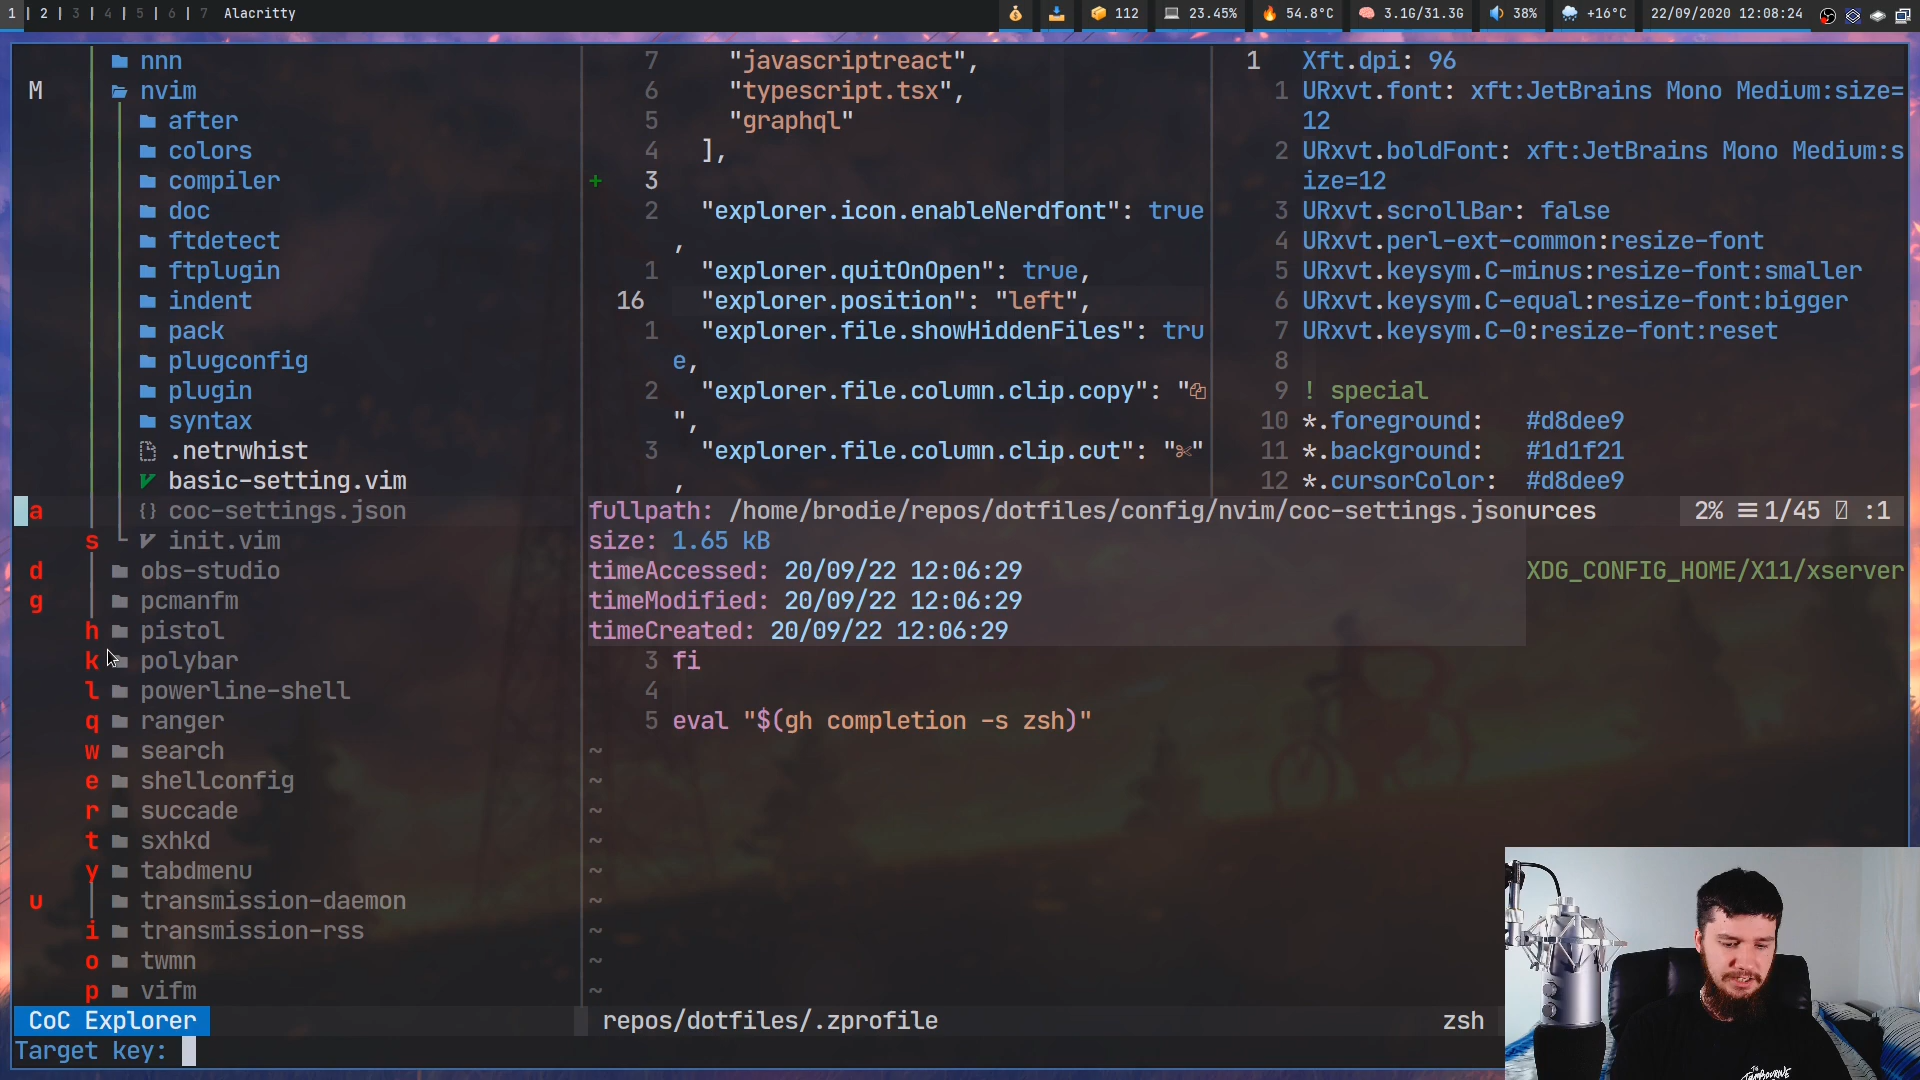 1 | 2 | 3 | 4 | 5 | 6 | 7 Alacritty 112 23.45% 54.8°C 3.1G/31.3G 38% +16°C 22/09/2020 12:08:24
nnn
M nvim
after
colors
compiler
doc
ftdetect
ftplugin
indent
pack
plugconfig
plugin
syntax
.netrwhist
basic-setting.vim
a {} coc-settings.json
s init.vim
d obs-studio
g pcmanfm
h pistol
k polybar
l powerline-shell
q ranger
w search
e shellconfig
r succade
t sxhkd
y tabdmenu
u transmission-daemon
i transmission-rss
o twmn
p vifm
CoC Explorer
Target key:
7 "javascriptreact",
6 "typescript.tsx",
5 "graphql"
4 ],
+ 3
2 "explorer.icon.enableNerdfont": true
,
1 "explorer.quitOnOpen": true,
16 "explorer.position": "left",
1 "explorer.file.showHiddenFiles": tru
e,
2 "explorer.file.column.clip.copy": "
",
3 "explorer.file.column.clip.cut": "✂"
,
1 Xft.dpi: 96
1 URxvt.font: xft:JetBrains Mono Medium:size=
12
2 URxvt.boldFont: xft:JetBrains Mono Medium:s
ize=12
3 URxvt.scrollBar: false
4 URxvt.perl-ext-common:resize-font
5 URxvt.keysym.C-minus:resize-font:smaller
6 URxvt.keysym.C-equal:resize-font:bigger
7 URxvt.keysym.C-0:resize-font:reset
8
9 ! special
10 *.foreground: #d8dee9
11 *.background: #1d1f21
12 *.cursorColor: #d8dee9
fullpath: /home/brodie/repos/dotfiles/config/nvim/coc-settings.jsonurces 2% ≡ 1/45 :1
size: 1.65 kB
timeAccessed: 20/09/22 12:06:29 XDG_CONFIG_HOME/X11/xserver
timeModified: 20/09/22 12:06:29
timeCreated: 20/09/22 12:06:29
3 fi
4
5 eval "$(gh completion -s zsh)"
~
~
~
~
~
~
~
~
~
repos/dotfiles/.zprofile zsh